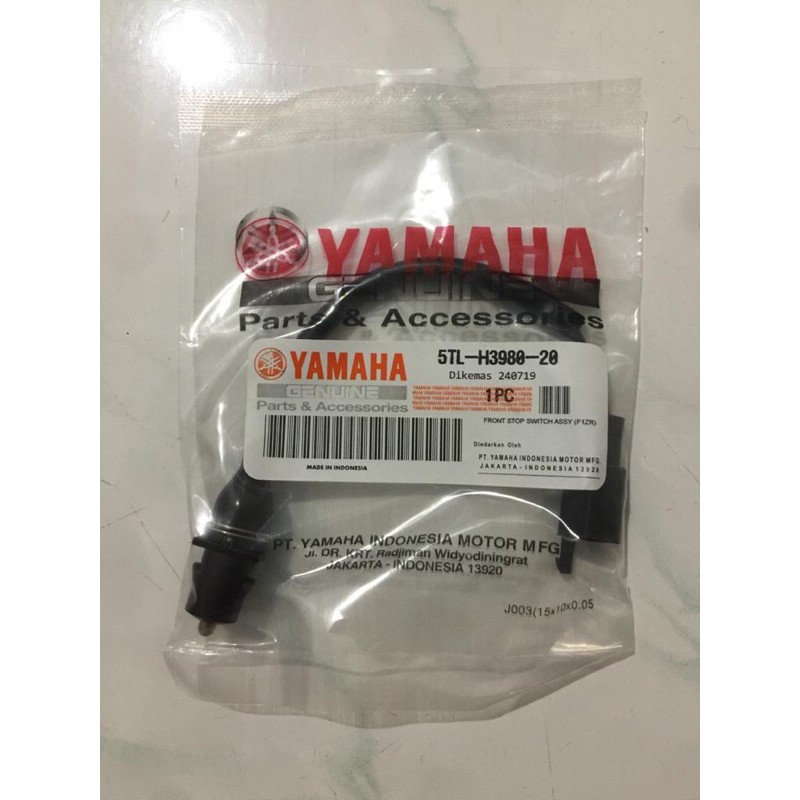 YAMAHA
GENUINE
Parts & Accessories
YAMAHA
GENUINE
Parts & Accessories
MADE IN INDONESIA
5TL-H3980-20
Dikemas 240719
1PC
FRONT STOP SWITCH ASSY (F1ZR)
Diedarkan Oleh
PT. YAMAHA INDONESIA MOTOR MFG
JAKARTA - INDONESIA 13920
PT. YAMAHA INDONESIA MOTOR MFG
Jl. DR. KRT. Radjiman Widyodiningrat
JAKARTA - INDONESIA 13920
J003(15x10x0.05